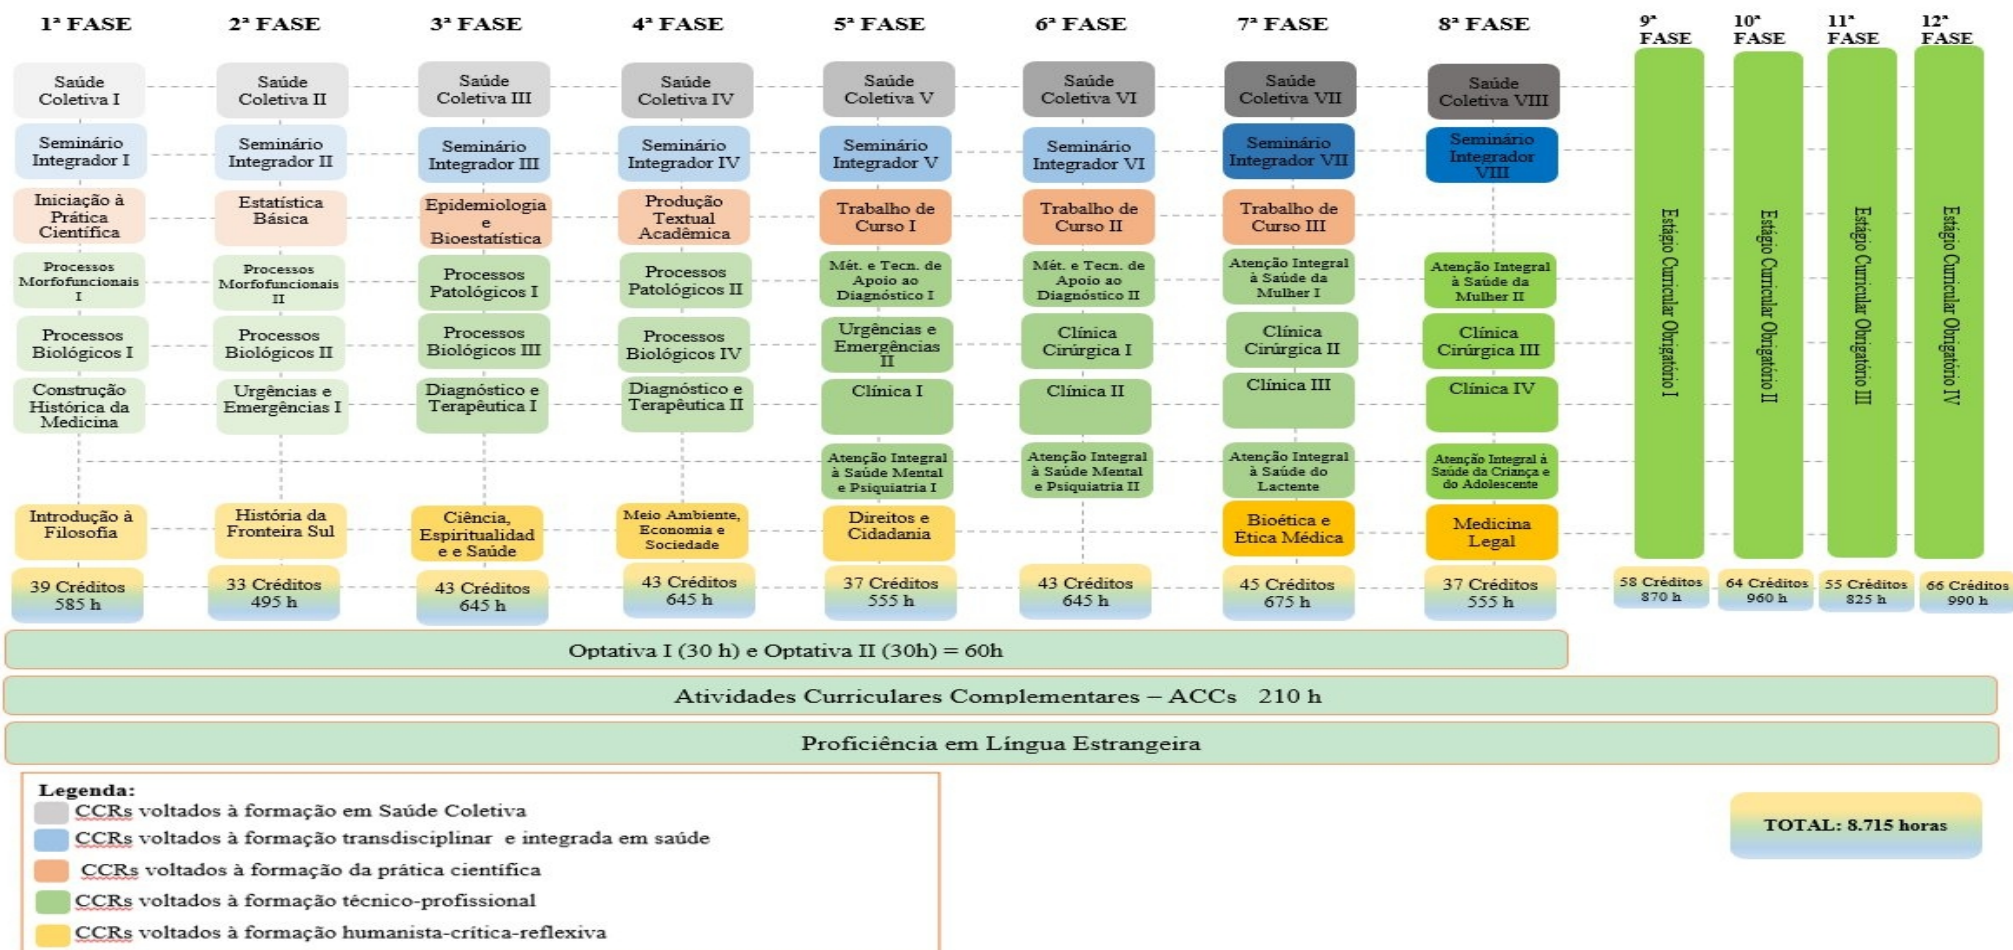 1ª FASE
2ª FASE
3ª FASE
4ª FASE
5ª FASE
6ª FASE
7ª FASE
8ª FASE
9ª
FASE
10ª
FASE
11ª
FASE
12ª
FASE
Saúde
Coletiva I
Saúde
Coletiva II
Saúde
Coletiva III
Saúde
Coletiva IV
Saúde
Coletiva V
Saúde
Coletiva VI
Saúde
Coletiva VII
Saúde
Coletiva VIII
Seminário
Integrador I
Seminário
Integrador II
Seminário
Integrador III
Seminário
Integrador IV
Seminário
Integrador V
Seminário
Integrador VI
Seminário
Integrador VII
Seminário
Integrador
VIII
Iniciação à
Prática
Científica
Estatística
Básica
Epidemiologia
e
Bioestatística
Produção
Textual
Acadêmica
Trabalho de
Curso I
Trabalho de
Curso II
Trabalho de
Curso III
Processos
Morfofuncionais
I
Processos
Morfofuncionais
II
Processos
Patológicos I
Processos
Patológicos II
Mét. e Tecn. de
Apoio ao
Diagnóstico I
Mét. e Tecn. de
Apoio ao
Diagnóstico II
Atenção Integral
à Saúde da
Mulher I
Atenção Integral
à Saúde da
Mulher II
Processos
Biológicos I
Processos
Biológicos II
Processos
Biológicos III
Processos
Biológicos IV
Urgências e
Emergências
II
Clínica
Cirúrgica I
Clínica
Cirúrgica II
Clínica
Cirúrgica III
Construção
Histórica da
Medicina
Urgências e
Emergências I
Diagnóstico e
Terapêutica I
Diagnóstico e
Terapêutica II
Clínica I
Clínica II
Clínica III
Clínica IV
Atenção Integral
à Saúde Mental
e Psiquiatria I
Atenção Integral
à Saúde Mental
e Psiquiatria II
Atenção Integral
à Saúde do
Lactente
Atenção Integral à
Saúde da Criança e
do Adolescente
Introdução à
Filosofia
História da
Fronteira Sul
Ciência,
Espiritualidad
e e Saúde
Meio Ambiente,
Economia e
Sociedade
Direitos e
Cidadania
Bioética e
Ética Médica
Medicina
Legal
Estágio Curricular Obrigatório I
Estágio Curricular Obrigatório II
Estágio Curricular Obrigatório III
Estágio Curricular Obrigatório IV
39 Créditos
585 h
33 Créditos
495 h
43 Créditos
645 h
43 Créditos
645 h
37 Créditos
555 h
43 Créditos
645 h
45 Créditos
675 h
37 Créditos
555 h
58 Créditos
870 h
64 Créditos
960 h
55 Créditos
825 h
66 Créditos
990 h
Optativa I (30 h) e Optativa II (30h) = 60h
Atividades Curriculares Complementares – ACCs 210 h
Proficiência em Língua Estrangeira
Legenda:
CCRs voltados à formação em Saúde Coletiva
CCRs voltados à formação transdisciplinar e integrada em saúde
CCRs voltados à formação da prática científica
CCRs voltados à formação técnico-profissional
CCRs voltados à formação humanista-crítica-reflexiva
TOTAL: 8.715 horas